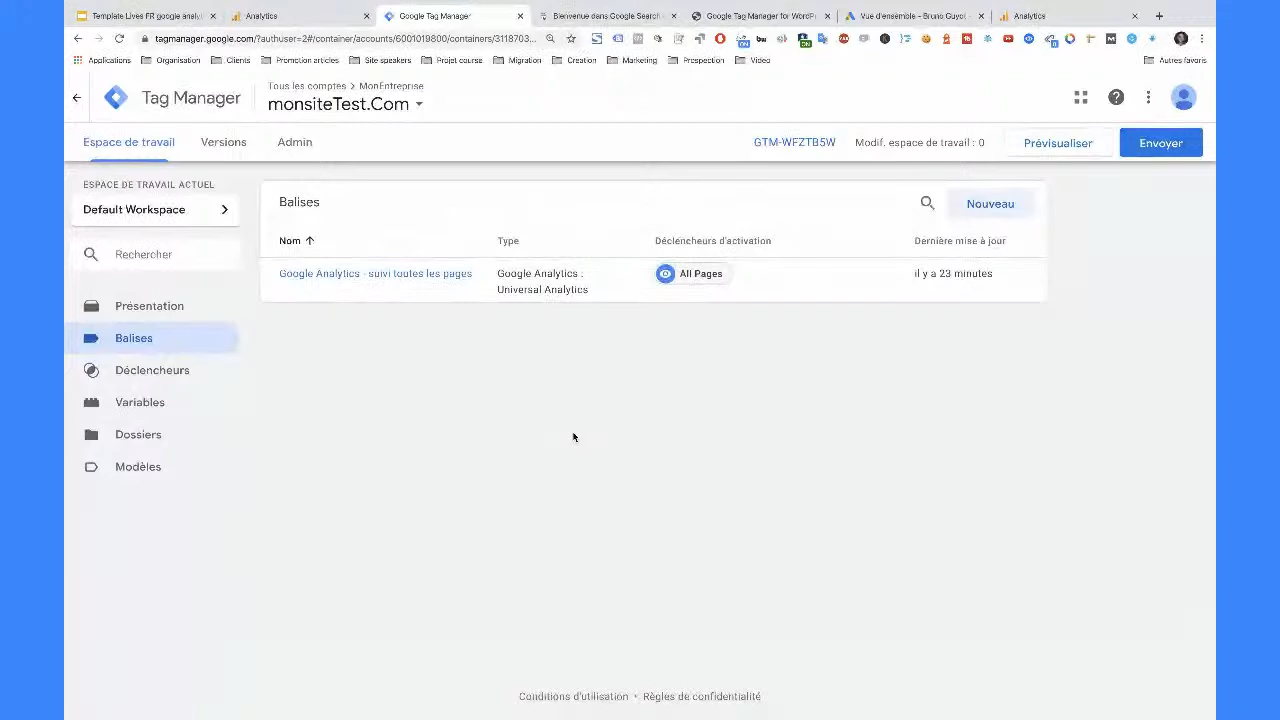 Template Lives FR google analy
Analytics
Google Tag Manager
Bienvenue dans Google Search
Google Tag Manager for WordP
Vue d'ensemble - Bruno Guyot
Analytics
tagmanager.google.com/?authuser=2#/container/accounts/6001019800/containers/3118703...
Applications
Organisation
Clients
Promotion articles
Site speakers
Projet course
Migration
Creation
Marketing
Prospection
Video
Autres favoris
Tag Manager
Tous les comptes > MonEntreprise
monsiteTest.Com
Espace de travail
Versions
Admin
GTM-WFZTB5W
Modif. espace de travail : 0
Prévisualiser
Envoyer
ESPACE DE TRAVAIL ACTUEL
Default Workspace
Rechercher
Présentation
Balises
Déclencheurs
Variables
Dossiers
Modèles
Balises
Nouveau
Nom
Type
Déclencheurs d'activation
Dernière mise à jour
Google Analytics - suivi toutes les pages
Google Analytics :
Universal Analytics
All Pages
il y a 23 minutes
Conditions d'utilisation • Règles de confidentialité